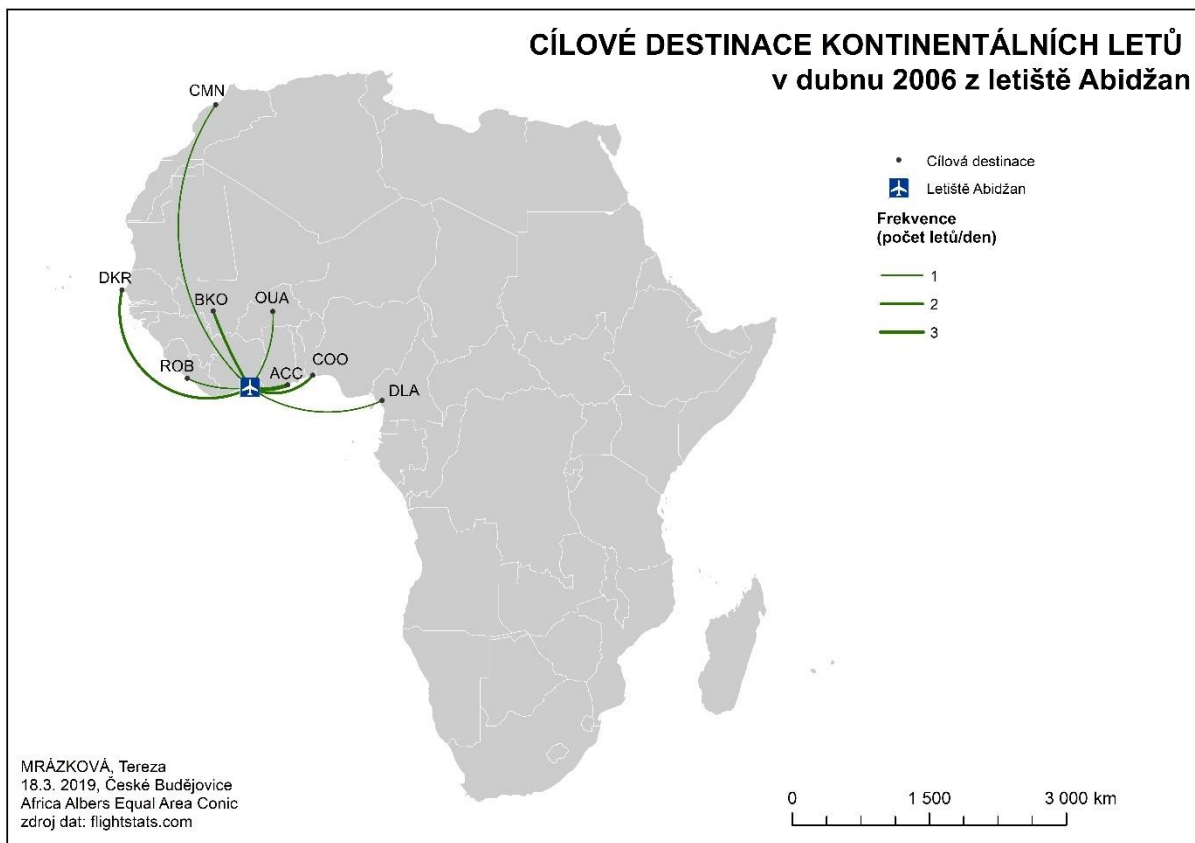 CÍLOVÉ DESTINACE KONTINENTÁLNÍCH LETŮ
v dubnu 2006 z letiště Abidžan
Cílová destinace
Letiště Abidžan
Frekvence
(počet letů/den)
1
2
3
CMN
DKR
BKO
OUA
ROB
ACC
COO
DLA
MRÁZKOVÁ, Tereza
18.3. 2019, České Budějovice
Africa Albers Equal Area Conic
zdroj dat: flightstats.com
0 1 500 3 000 km